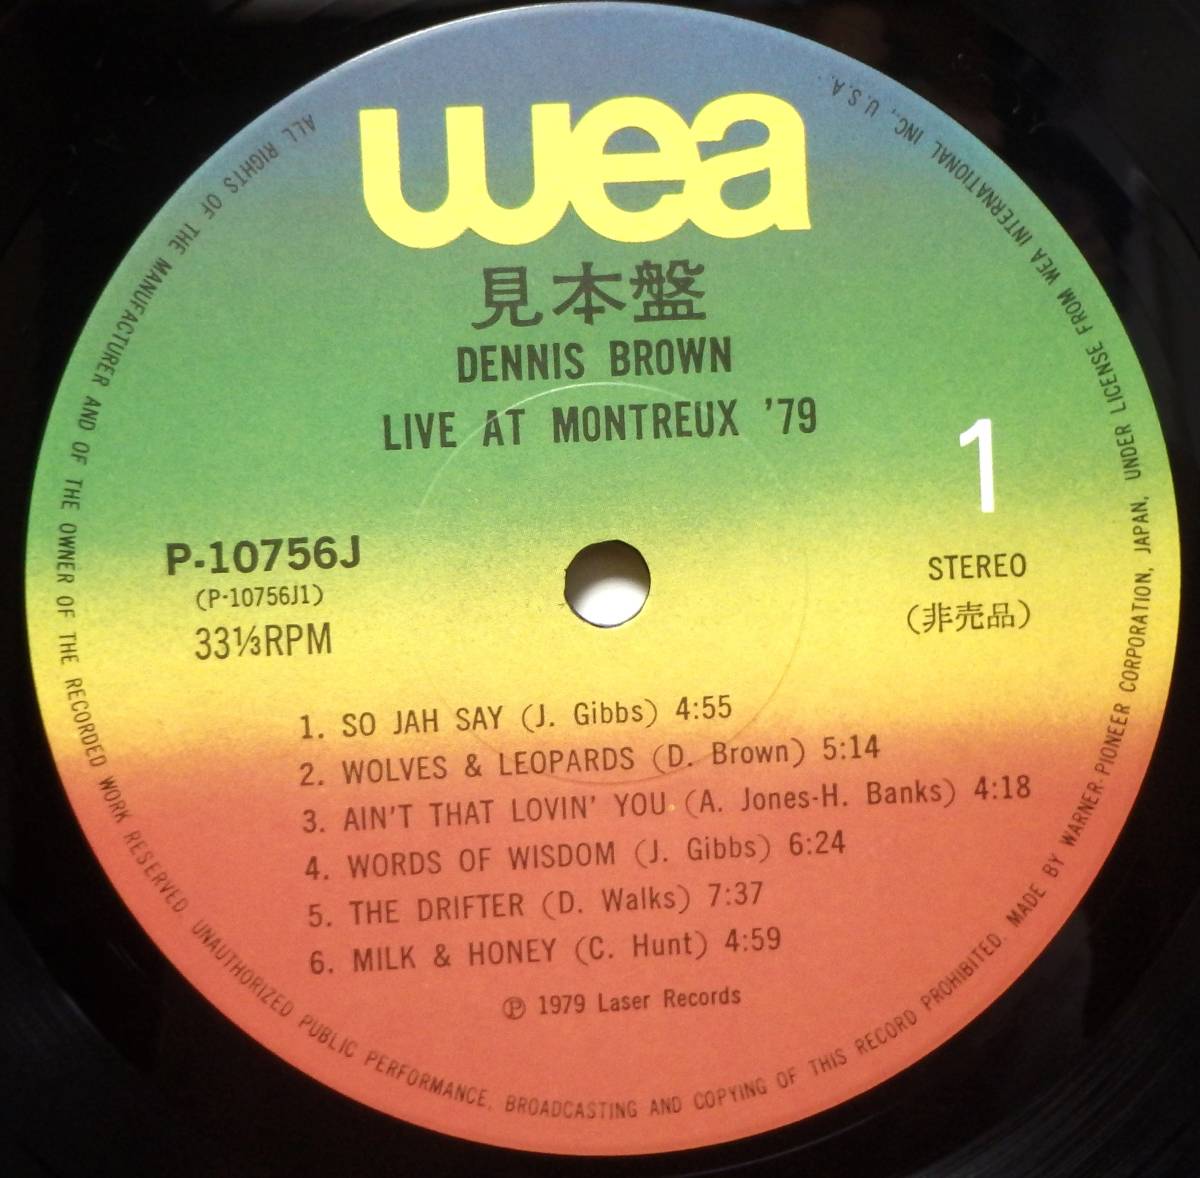 wea
見本盤
DENNIS BROWN
LIVE AT MONTREUX '79
1
P-10756J
(P-10756J1)
33⅓RPM
STEREO
(非売品)
1. SO JAH SAY (J. Gibbs) 4:55
2. WOLVES & LEOPARDS (D. Brown) 5:14
3. AIN'T THAT LOVIN' YOU (A. Jones-H. Banks) 4:18
4. WORDS OF WISDOM (J. Gibbs) 6:24
5. THE DRIFTER (D. Walks) 7:37
6. MILK & HONEY (C. Hunt) 4:59
℗ 1979 Laser Records
ALL RIGHTS OF THE MANUFACTURER AND OF THE OWNER OF THE RECORDED WORK RESERVED. UNAUTHORIZED PUBLIC PERFORMANCE, BROADCASTING AND COPYING OF THIS RECORD PROHIBITED. MADE BY WARNER-PIONEER CORPORATION, JAPAN, UNDER LICENSE FROM WEA INTERNATIONAL INC., U.S.A.